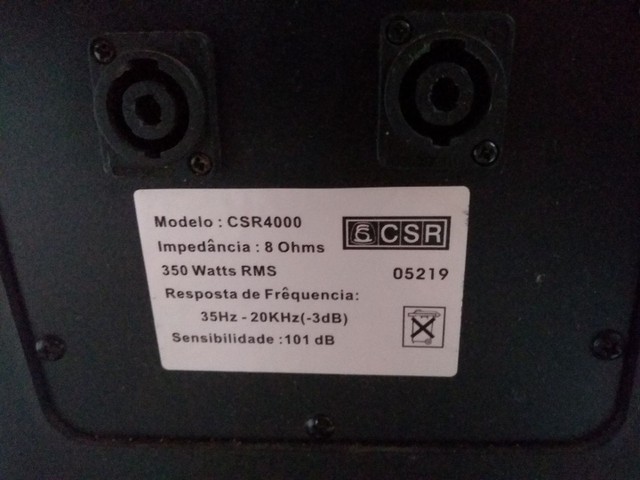 Modelo : CSR4000
CSR
Impedância : 8 Ohms
350 Watts RMS
05219
Resposta de Frêquencia:
35Hz - 20KHz(-3dB)
Sensibilidade :101 dB